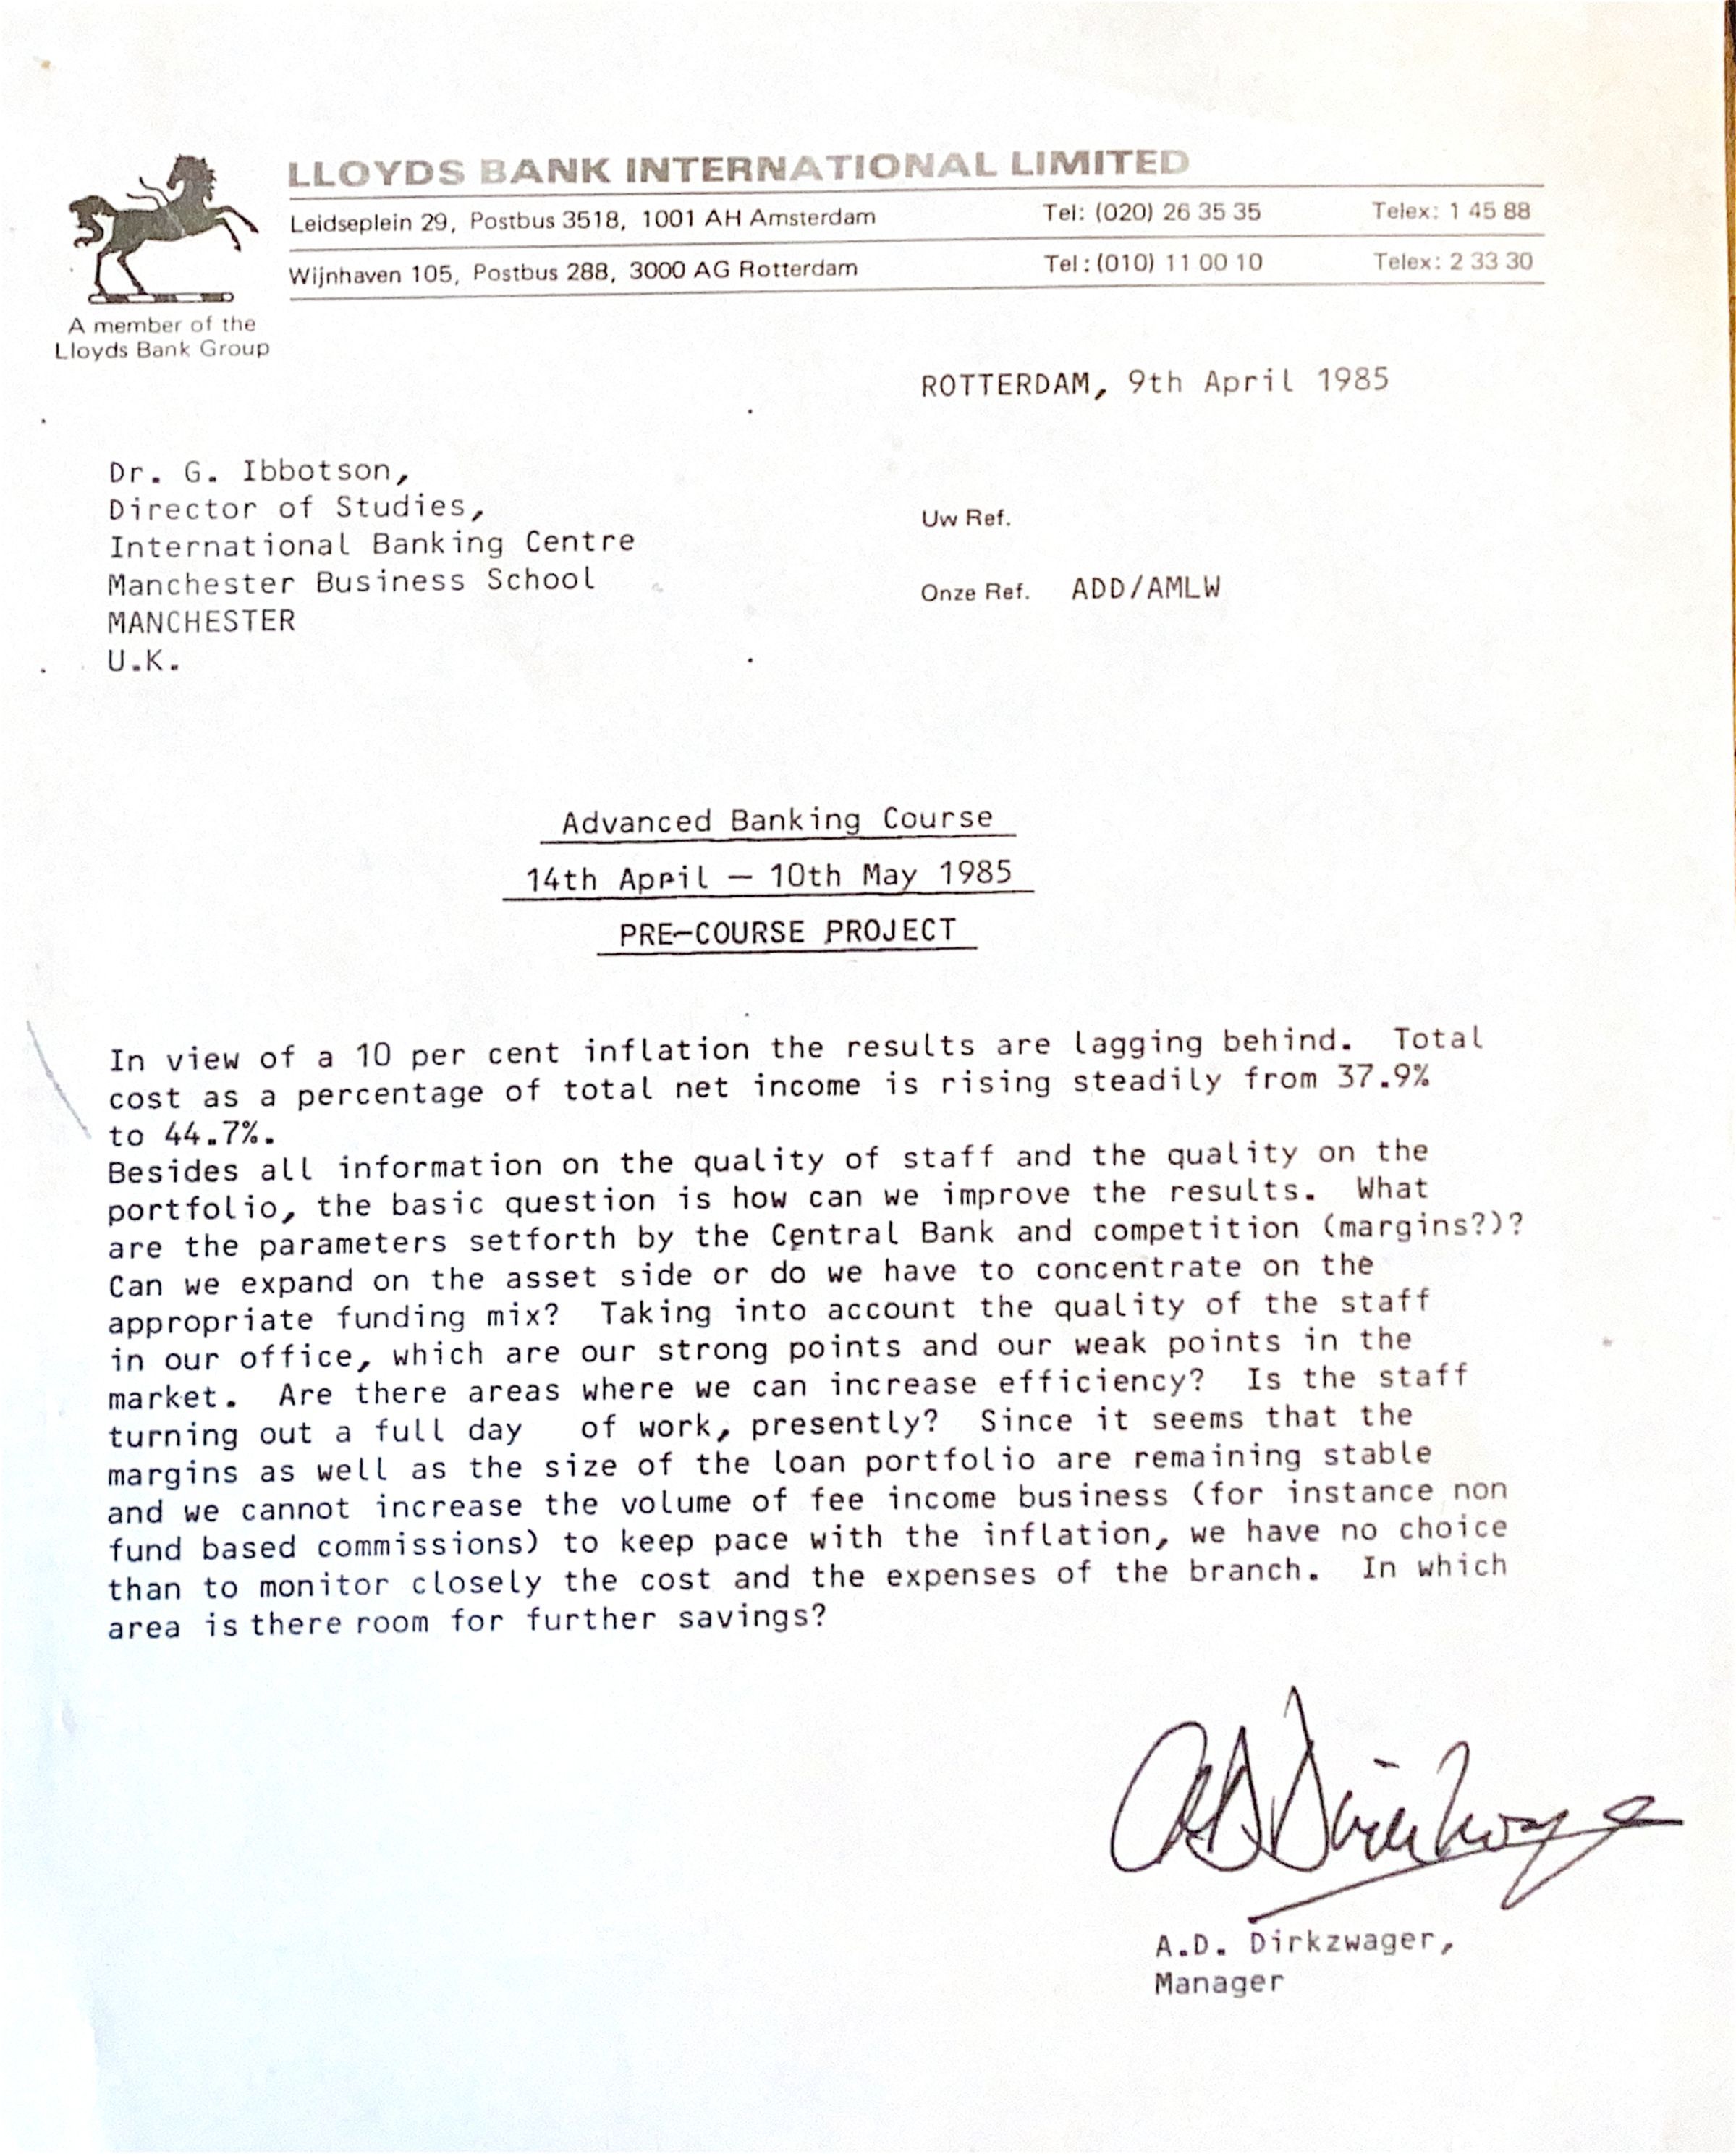 LLOYDS BANK INTERNATIONAL LIMITED
Leidseplein 29, Postbus 3518, 1001 AH Amsterdam Tel: (020) 26 35 35 Telex: 1 45 88
Wijnhaven 105, Postbus 288, 3000 AG Rotterdam Tel: (010) 11 00 10 Telex: 2 33 30
A member of the
Lloyds Bank Group
ROTTERDAM, 9th April 1985
Dr. G. Ibbotson,
Director of Studies,
International Banking Centre
Manchester Business School
MANCHESTER
U.K.
Uw Ref.
Onze Ref. ADD/AMLW
Advanced Banking Course
14th April — 10th May 1985
PRE-COURSE PROJECT
In view of a 10 per cent inflation the results are lagging behind. Total
cost as a percentage of total net income is rising steadily from 37.9%
to 44.7%.
Besides all information on the quality of staff and the quality on the
portfolio, the basic question is how can we improve the results. What
are the parameters setforth by the Central Bank and competition (margins?)?
Can we expand on the asset side or do we have to concentrate on the
appropriate funding mix? Taking into account the quality of the staff
in our office, which are our strong points and our weak points in the
market. Are there areas where we can increase efficiency? Is the staff
turning out a full day of work, presently? Since it seems that the
margins as well as the size of the loan portfolio are remaining stable
and we cannot increase the volume of fee income business (for instance non
fund based commissions) to keep pace with the inflation, we have no choice
than to monitor closely the cost and the expenses of the branch. In which
area is there room for further savings?
AD Dirkzwager
A.D. Dirkzwager,
Manager